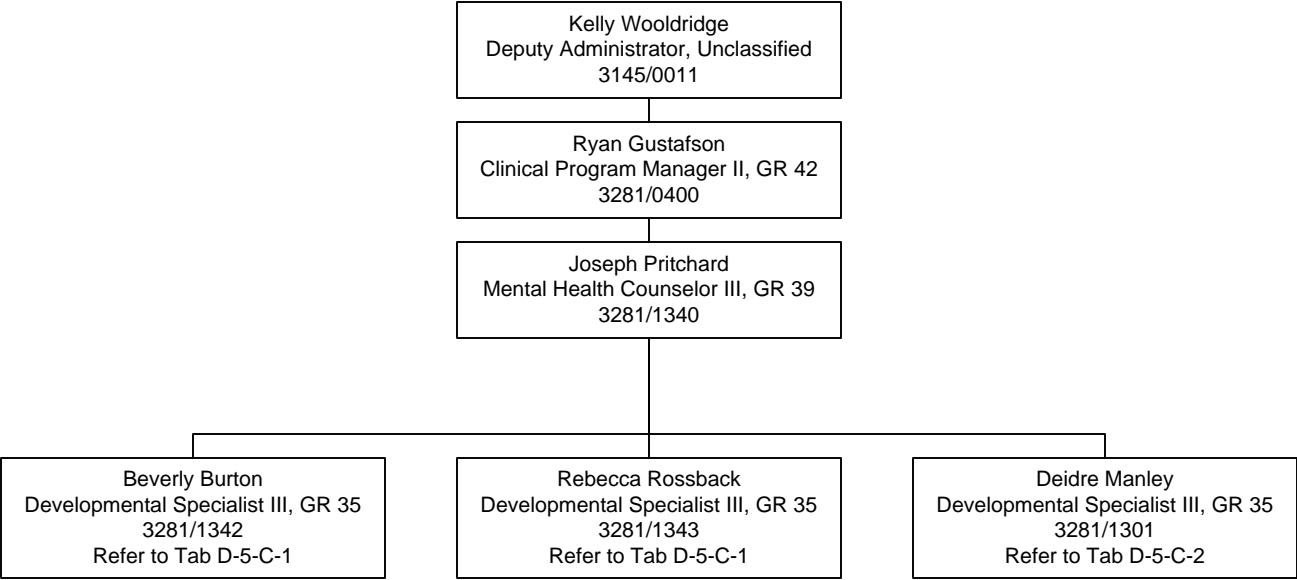 Kelly Wooldridge
Deputy Administrator, Unclassified
3145/0011
Ryan Gustafson
Clinical Program Manager II, GR 42
3281/0400
Joseph Pritchard
Mental Health Counselor III, GR 39
3281/1340
Beverly Burton
Developmental Specialist III, GR 35
3281/1342
Refer to Tab D-5-C-1
Rebecca Rossback
Developmental Specialist III, GR 35
3281/1343
Refer to Tab D-5-C-1
Deidre Manley
Developmental Specialist III, GR 35
3281/1301
Refer to Tab D-5-C-2